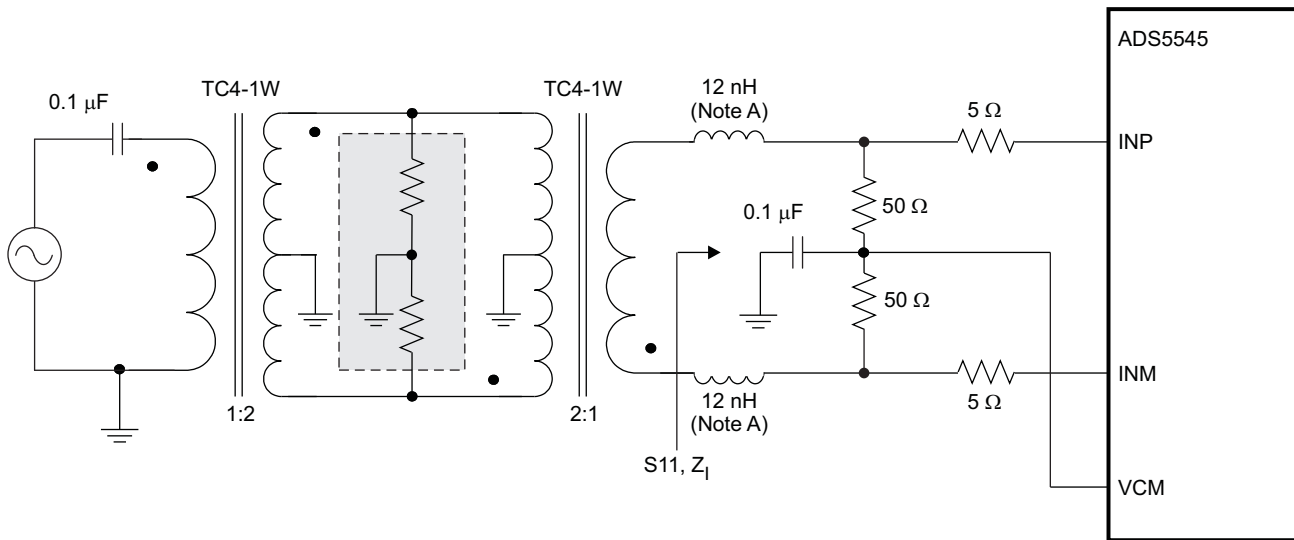 ADS5545
0.1 μF
TC4-1W
TC4-1W
12 nH
(Note A)
5 Ω
INP
50 Ω
0.1 μF
50 Ω
12 nH
(Note A)
5 Ω
INM
1:2
2:1
S11, Z_I
VCM